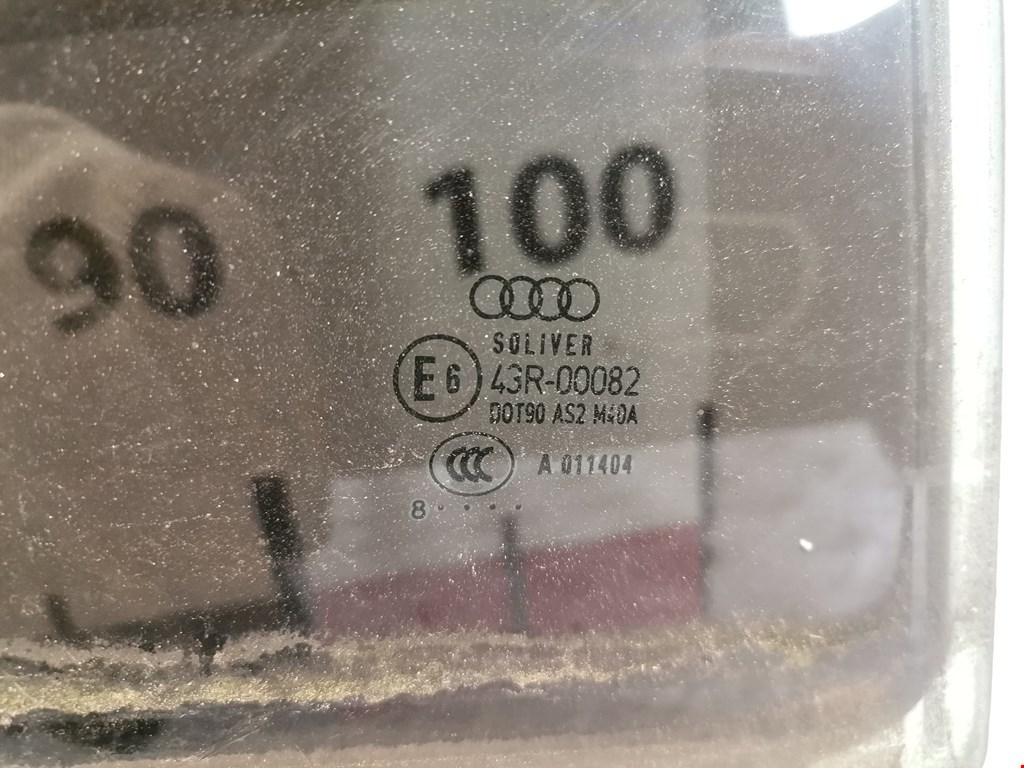 90 100
SOLIVER
E6 43R-00082
DOT90 AS2 M40A
CCC A 011404
8 · · · ·